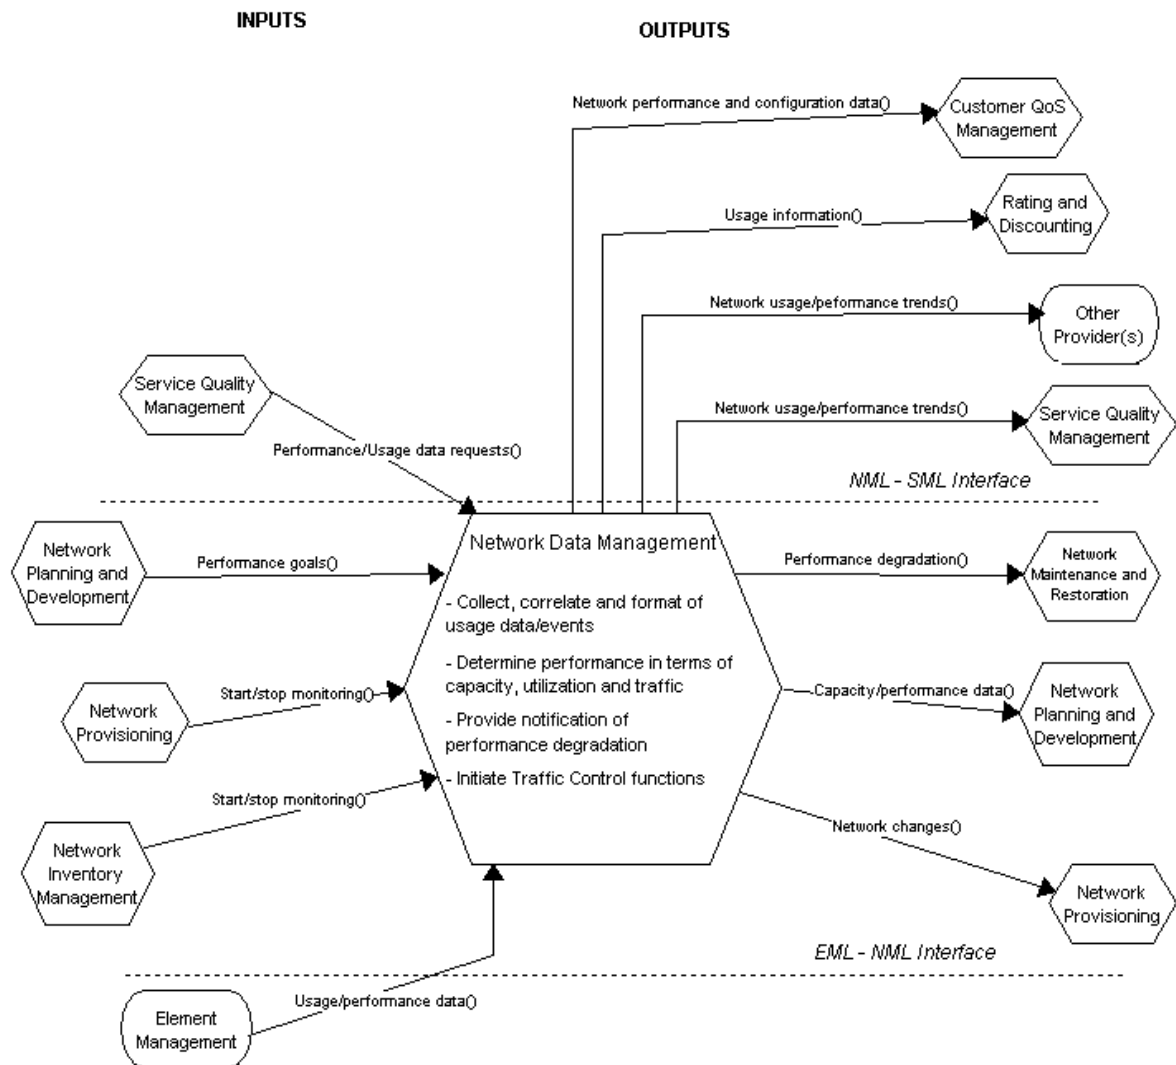 INPUTS
OUTPUTS
Network performance and configuration data()
Customer QoS
Management
Usage information()
Rating and
Discounting
Network usage/peformance trends()
Other
Provider(s)
Service Quality
Management
Network usage/performance trends()
Service Quality
Management
Performance/Usage data requests()
NML - SML Interface
Network
Planning and
Development
Performance goals()
Network Data Management
- Collect, correlate and format of
usage data/events
- Determine performance in terms of
capacity, utilization and traffic
- Provide notification of
performance degradation
- Initiate Traffic Control functions
Performance degradation()
Network
Maintenance and
Restoration
Network
Provisioning
Start/stop monitoring()
Capacity/performance data()
Network
Planning and
Development
Start/stop monitoring()
Network
Inventory
Management
Network changes()
Network
Provisioning
EML - NML Interface
Element
Management
Usage/performance data()